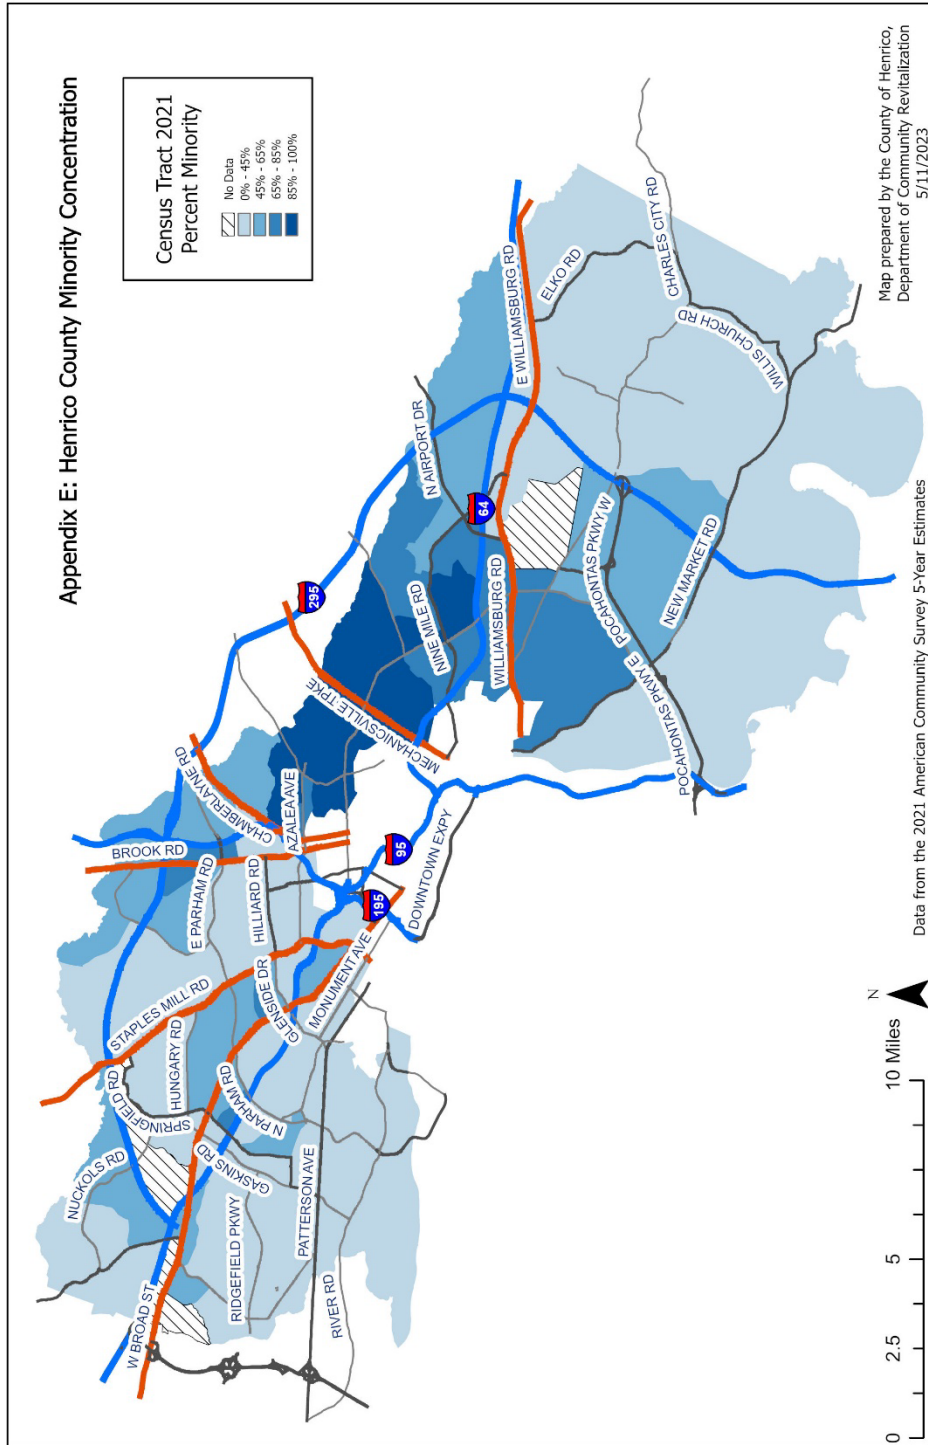 Appendix E: Henrico County Minority Concentration
Census Tract 2021
Percent Minority
No Data
0% - 45%
45% - 65%
65% - 85%
85% - 100%
W BROAD ST
NUCKOLS RD
SPRINGFIELD RD
HUNGARY RD
STAPLES MILL RD
GASKINS RD
RIDGEFIELD PKWY
N PARHAM RD
PATTERSON AVE
RIVER RD
GLENSIDE DR
MONUMENT AVE
HILLIARD RD
E PARHAM RD
BROOK RD
CHAMBERLAYNE RD
AZALEA AVE
195
95
DOWNTOWN EXPY
MECHANICSVILLE TPKE
295
NINE MILE RD
N AIRPORT DR
64
WILLIAMSBURG RD
E WILLIAMSBURG RD
ELKO RD
CHARLES CITY RD
WILLIS CHURCH RD
NEW MARKET RD
POCAHONTAS PKWY W
POCAHONTAS PKWY E
POCAHONTAS PKWY
0
2.5
5
10 Miles
N
Data from the 2021 American Community Survey 5-Year Estimates
Map prepared by the County of Henrico,
Department of Community Revitalization
5/11/2023